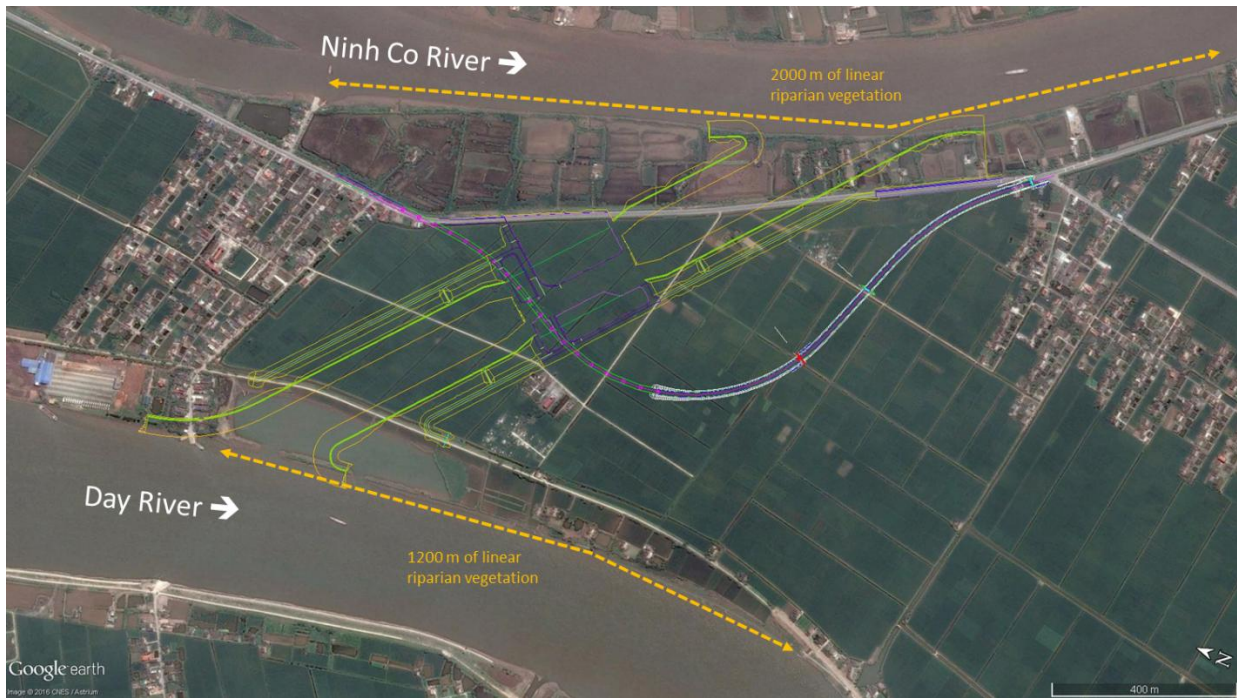 Ninh Co River ➔
2000 m of linear
riparian vegetation
Day River ➔
1200 m of linear
riparian vegetation
Google earth
Image © 2016 CNES / Astrium
N
400 m